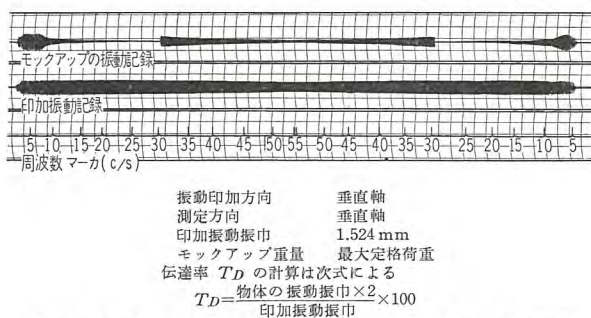 モックアップの振動記録
印加振動記録
5 10 15 20 25 30 35 40 45 50 55 50 45 40 35 30 25 20 15 10 5
周波数 マーカ(c/s)
振動印加方向 垂直軸
測定方向 垂直軸
印加振動振巾 1.524mm
モックアップ重量 最大定格荷重
伝達率 TD の計算は次式による
TD=物体の振動振巾×2/印加振動振巾×100